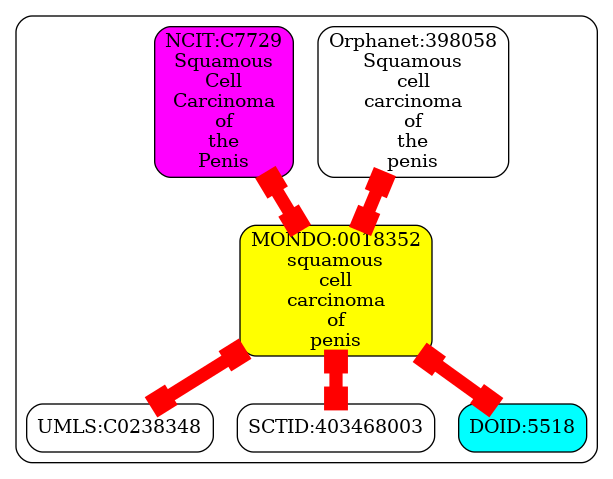 NCIT:C7729
Squamous
Cell
Carcinoma
of
the
Penis
Orphanet:398058
Squamous
cell
carcinoma
of
the
penis
MONDO:0018352
squamous
cell
carcinoma
of
penis
UMLS:C0238348
SCTID:403468003
DOID:5518